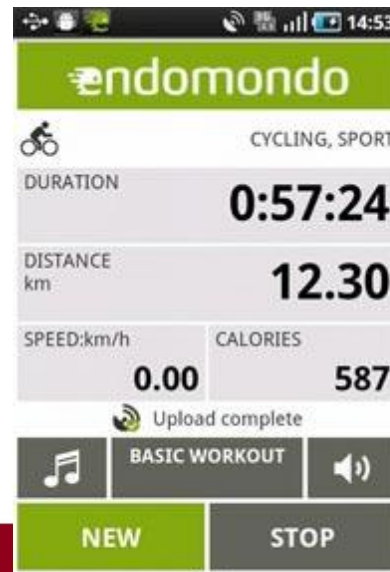 14:53
endomondo
CYCLING, SPORT
DURATION
0:57:24
DISTANCE
km
12.30
SPEED:km/h
CALORIES
0.00
587
Upload complete
BASIC WORKOUT
NEW
STOP